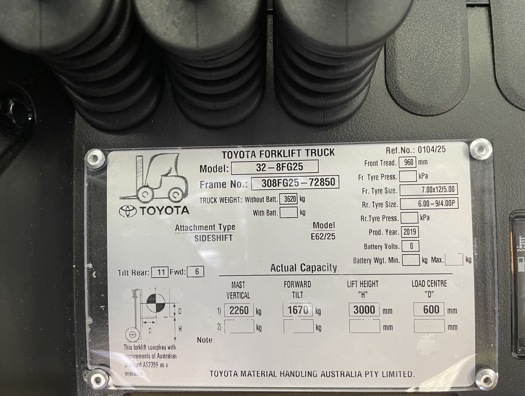 TOYOTA FORKLIFT TRUCK
Ref.No.: 0104/25
Model: 32-8FG25
Front Tread. 960 mm
Frame No.: 308FG25-72850
Fr Tyre Press. kPa
TRUCK WEIGHT: Without Batt. 3620 kg
Fr. Tyre Size. 7.00x12/5.00
With Batt. kg
Rr. Tyre Size. 6.00-9/4.00P
TOYOTA
Rr.Tyre Press. kPa
Attachment Type Model
SIDESHIFT E62/25
Prod. Year 2019
Battery Volts. 0
Battery Wgt. Min. kg Max. kg
Tilt Rear: 11 Fwd: 6
Actual Capacity
MAST VERTICAL FORWARD TILT LIFT HEIGHT "H" LOAD CENTRE "D"
1) 2260 kg 1670 kg 3000 mm 600 mm
2) kg kg mm mm
Note
D
C
H
This forklift complies with
requirements of Australian
AS2359 as a
TOYOTA MATERIAL HANDLING AUSTRALIA PTY LIMITED.